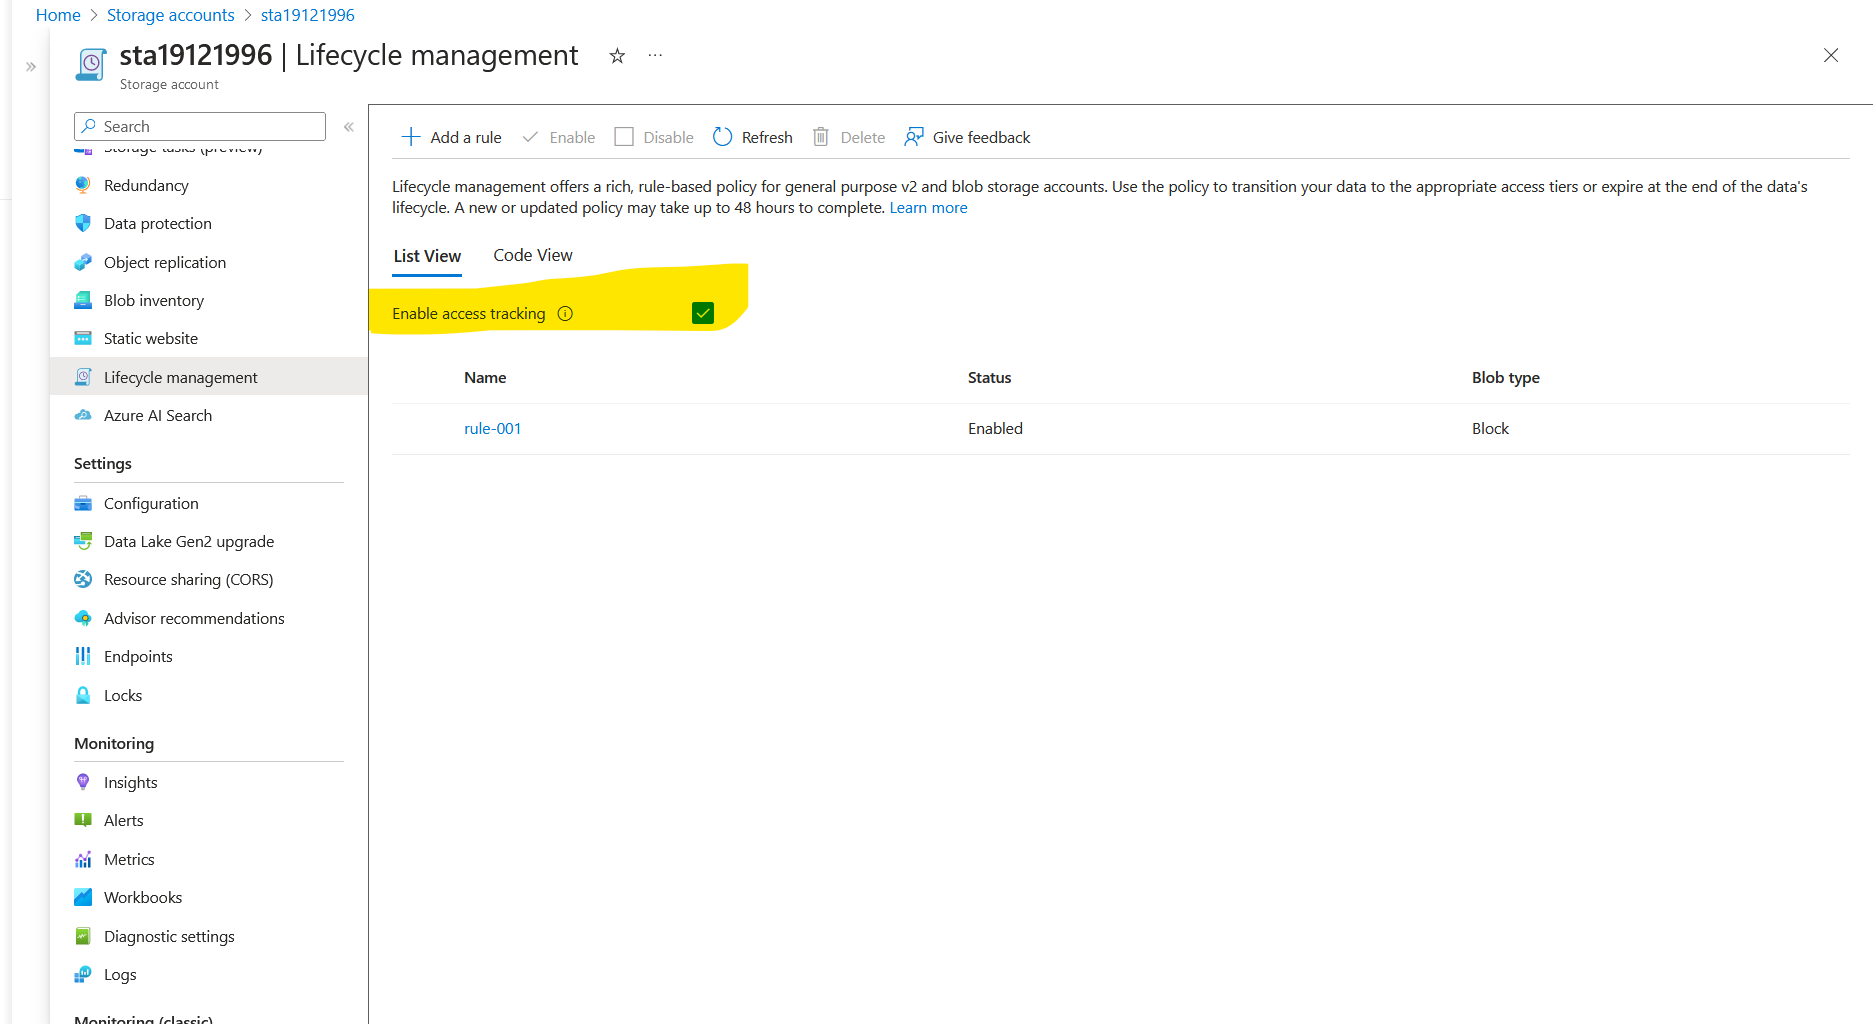 Home > Storage accounts > sta19121996
sta19121996 | Lifecycle management
Storage account
Search
Storage tasks (preview)
Redundancy
Data protection
Object replication
Blob inventory
Static website
Lifecycle management
Azure AI Search
Settings
Configuration
Data Lake Gen2 upgrade
Resource sharing (CORS)
Advisor recommendations
Endpoints
Locks
Monitoring
Insights
Alerts
Metrics
Workbooks
Diagnostic settings
Logs
Monitoring (classic)
Add a rule Enable Disable Refresh Delete Give feedback
Lifecycle management offers a rich, rule-based policy for general purpose v2 and blob storage accounts. Use the policy to transition your data to the appropriate access tiers or expire at the end of the data's
lifecycle. A new or updated policy may take up to 48 hours to complete. Learn more
List View Code View
Enable access tracking
Name Status Blob type
rule-001 Enabled Block